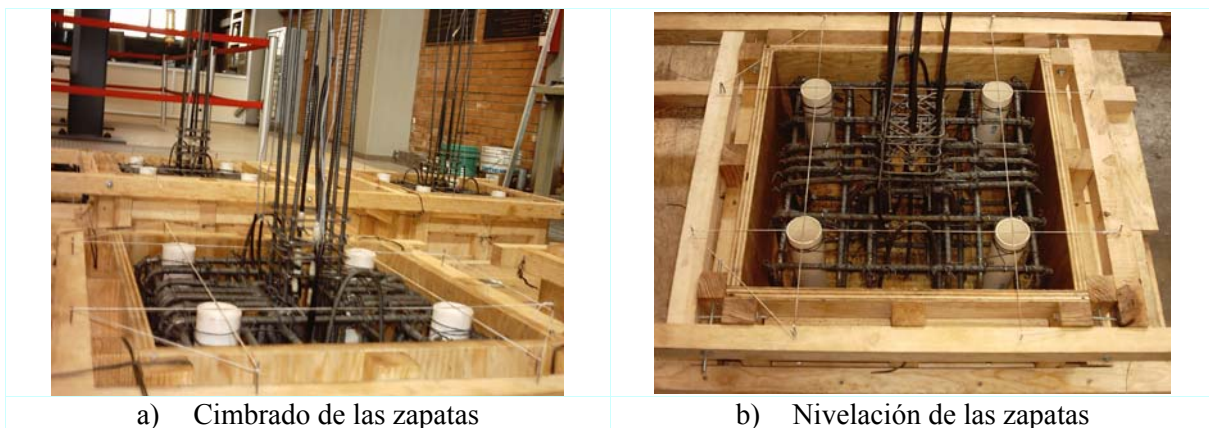 a) Cimbrado de las zapatas
b) Nivelación de las zapatas